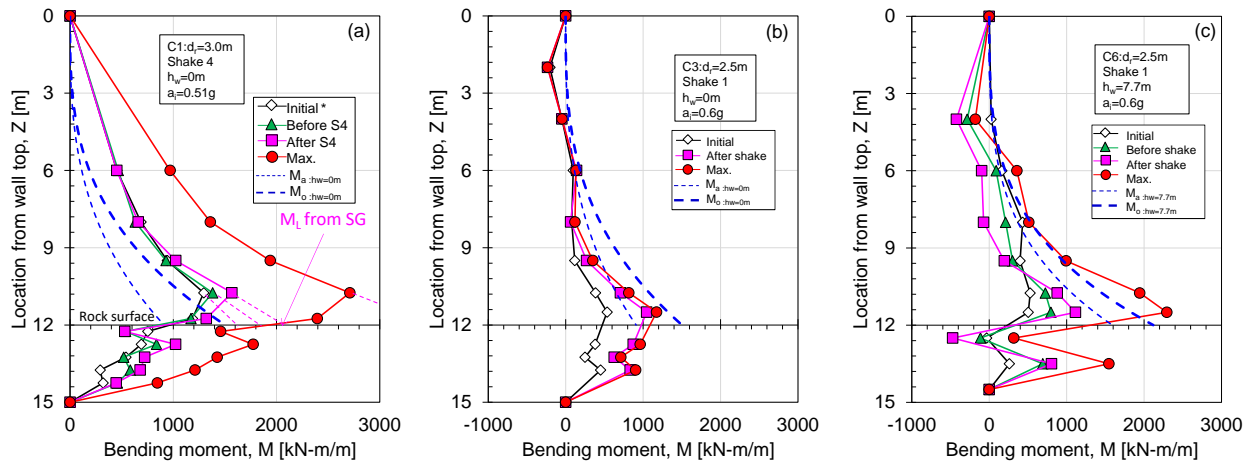 (a)
C1:dr=3.0m
Shake 4
hw=0m
aI=0.51g
Initial *
Before S4
After S4
Max.
Ma :hw=0m
Mo :hw=0m
ML from SG
Rock surface
0
3
6
9
12
15
Location from wall top, Z [m]
0
1000
2000
3000
Bending moment, M [kN-m/m]
(b)
C3:dr=2.5m
Shake 1
hw=0m
aI=0.6g
Initial
After shake
Max.
Ma :hw=0m
Mo :hw=0m
0
3
6
9
12
15
Location from wall top, Z [m]
-1000
0
1000
2000
3000
Bending moment, M [kN-m/m]
(c)
C6:dr=2.5m
Shake 1
hw=7.7m
aI=0.6g
Initial
Before shake
After shake
Max.
Ma :hw=7.7m
Mo :hw=7.7m
0
3
6
9
12
15
Location from wall top, Z [m]
-1000
0
1000
2000
3000
Bending moment, M [kN-m/m]